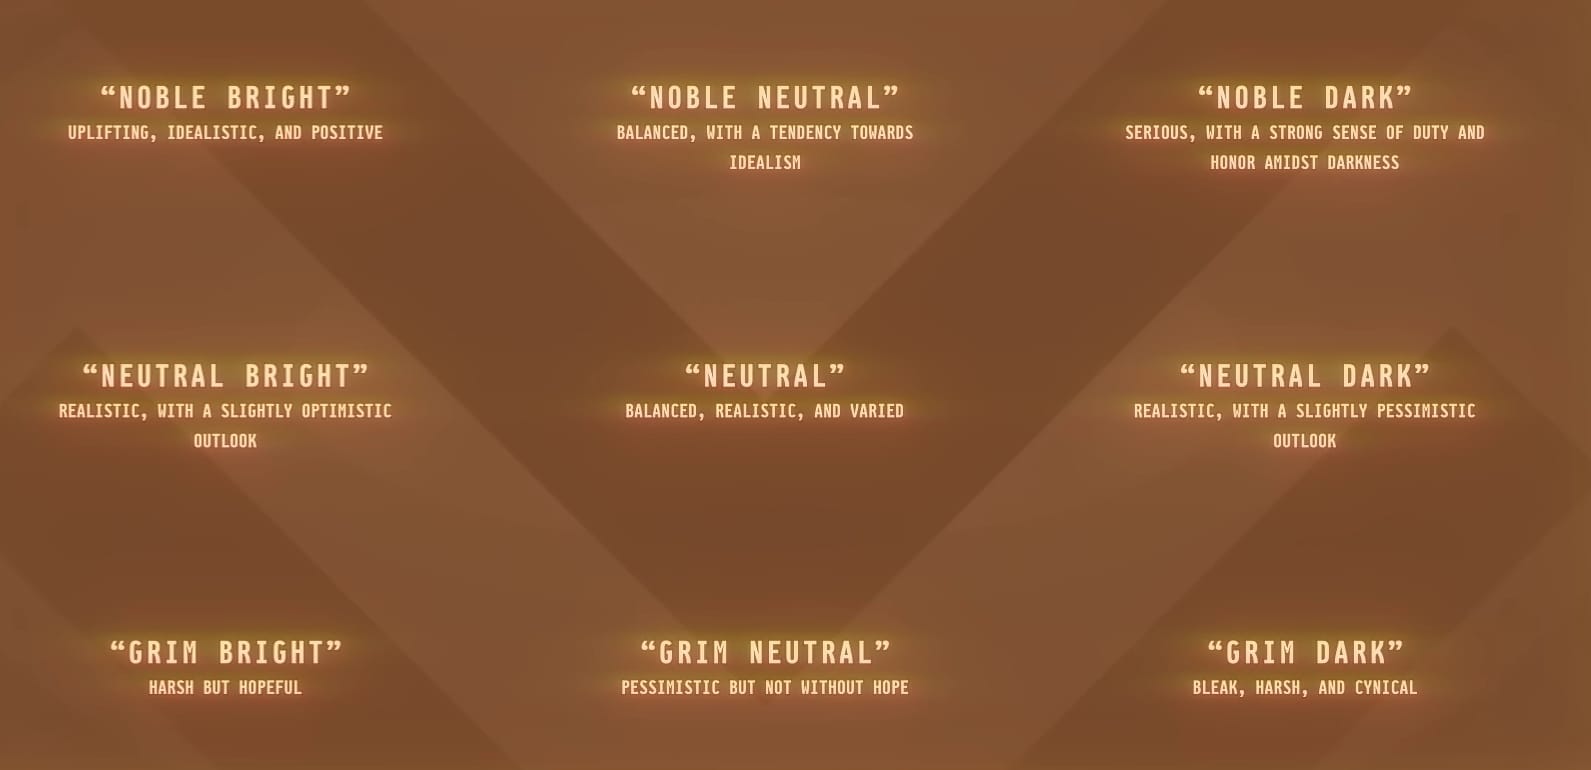 “NOBLE BRIGHT”
UPLIFTING, IDEALISTIC, AND POSITIVE
“NOBLE NEUTRAL”
BALANCED, WITH A TENDENCY TOWARDS
IDEALISM
“NOBLE DARK”
SERIOUS, WITH A STRONG SENSE OF DUTY AND
HONOR AMIDST DARKNESS
“NEUTRAL BRIGHT”
REALISTIC, WITH A SLIGHTLY OPTIMISTIC
OUTLOOK
“NEUTRAL”
BALANCED, REALISTIC, AND VARIED
“NEUTRAL DARK”
REALISTIC, WITH A SLIGHTLY PESSIMISTIC
OUTLOOK
“GRIM BRIGHT”
HARSH BUT HOPEFUL
“GRIM NEUTRAL”
PESSIMISTIC BUT NOT WITHOUT HOPE
“GRIM DARK”
BLEAK, HARSH, AND CYNICAL